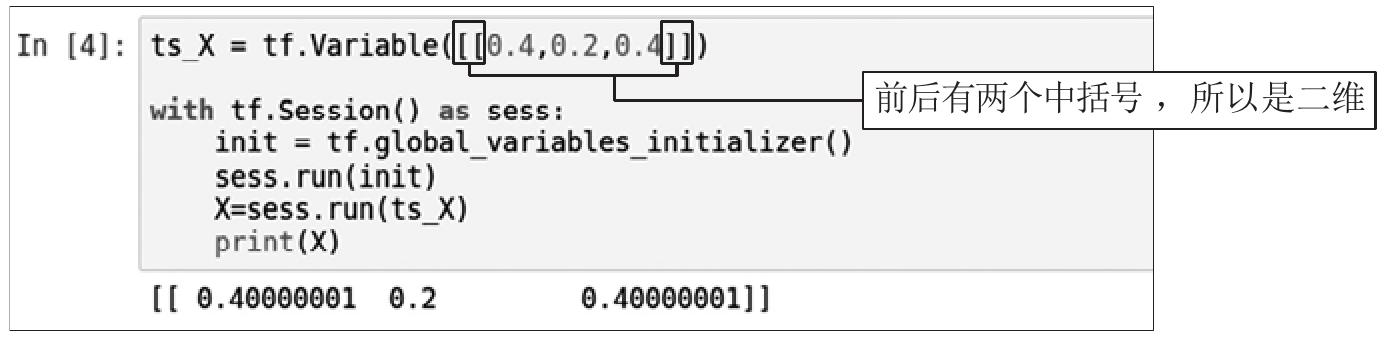 In [4]: ts_X = tf.Variable([[0.4,0.2,0.4]])
前后有两个中括号，所以是二维
with tf.Session() as sess:
    init = tf.global_variables_initializer()
    sess.run(init)
    X=sess.run(ts_X)
    print(X)
[[ 0.40000001  0.2         0.40000001]]